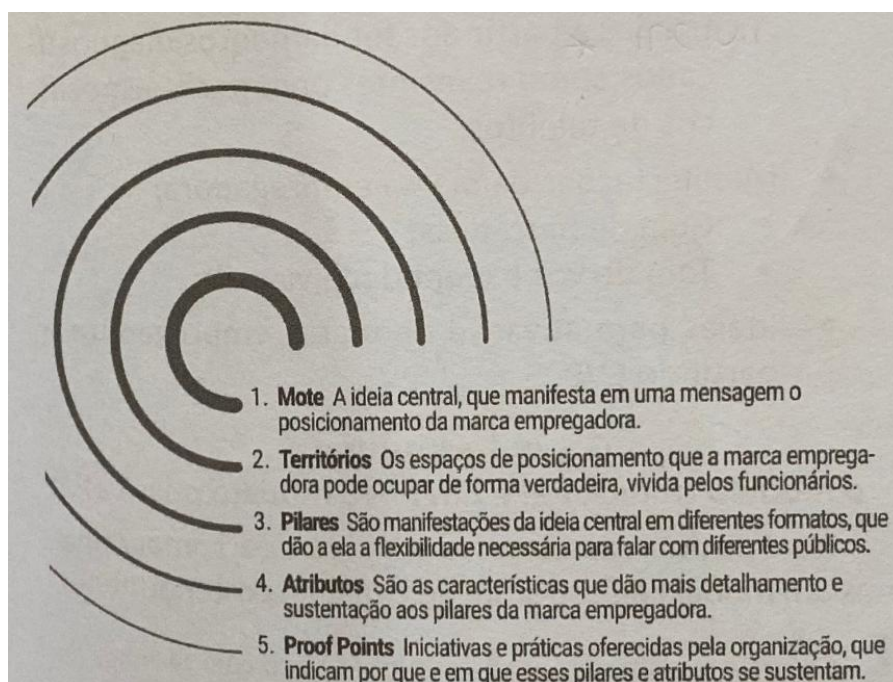 1. Mote A ideia central, que manifesta em uma mensagem o
posicionamento da marca empregadora.
2. Territórios Os espaços de posicionamento que a marca emprega-
dora pode ocupar de forma verdadeira, vivida pelos funcionários.
3. Pilares São manifestações da ideia central em diferentes formatos, que
dão a ela a flexibilidade necessária para falar com diferentes públicos.
4. Atributos São as características que dão mais detalhamento e
sustentação aos pilares da marca empregadora.
5. Proof Points Iniciativas e práticas oferecidas pela organização, que
indicam por que e em que esses pilares e atributos se sustentam.